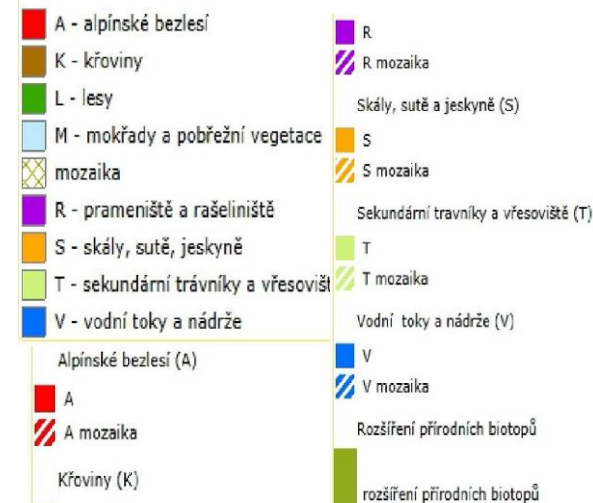 A - alpínské bezlesí
K - křoviny
L - lesy
M - mokřady a pobřežní vegetace
mozaika
R - prameniště a rašeliniště
S - skály, sutě, jeskyně
T - sekundární trávníky a vřesovišt
V - vodní toky a nádrže
Alpínské bezlesí (A)
A
A mozaika
Křoviny (K)
R
R mozaika
Skály, sutě a jeskyně (S)
S
S mozaika
Sekundární travníky a vřesoviště (T)
T
T mozaika
Vodní toky a nádrže (V)
V
V mozaika
Rozšíření přírodních biotopů
rozšíření přírodních biotopů